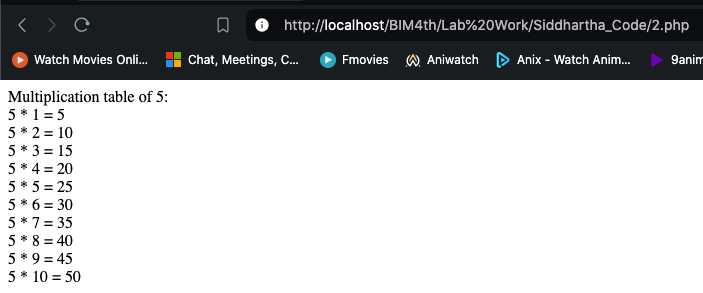 http://localhost/BIM4th/Lab%20Work/Siddhartha_Code/2.php
Watch Movies Onli... Chat, Meetings, C... Fmovies Aniwatch Anix - Watch Anim... 9anim
Multiplication table of 5:
5 * 1 = 5
5 * 2 = 10
5 * 3 = 15
5 * 4 = 20
5 * 5 = 25
5 * 6 = 30
5 * 7 = 35
5 * 8 = 40
5 * 9 = 45
5 * 10 = 50